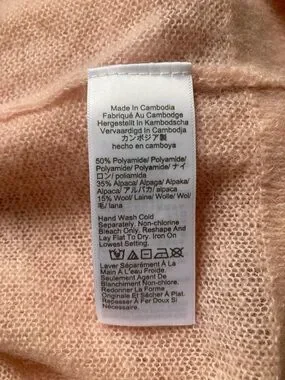 Made In Cambodia
Fabriqué Au Cambodge
Hergestellt In Kambodscha
Vervaardigd In Cambodja
カンボジア製
hecho en camboya
50% Polyamide/ Polyamide/
Polyamide/ Polyamide/ ナイ
ロン/ poliamida
35% Alpaca/ Alpaga/ Alpaka/
Alpaca/ アルパカ/ alpaca
15% Wool/ Laine/ Wolle/ Wol/
毛/ lana
Hand Wash Cold
Separately. Non-chlorine
Bleach Only. Reshape And
Lay Flat To Dry. Iron On
Lowest Setting.
Laver Séparément À La
Main À L'eau Froide.
Seulement Agent De
Blanchiment Non-chlore.
Redonner La Forme
Originale Et Sécher À Plat.
Repasser À Fer Doux Si
Nécessaire.